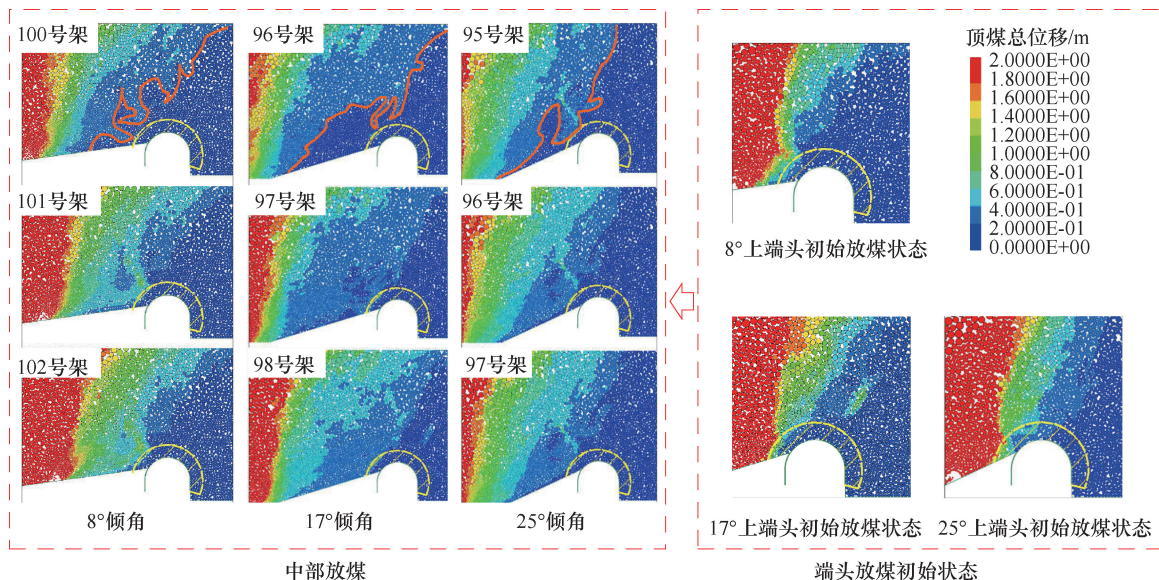 100号架
96号架
95号架
101号架
97号架
96号架
102号架
98号架
97号架
8°倾角
17°倾角
25°倾角
中部放煤
顶煤总位移/m
2.0000E+00
1.8000E+00
1.6000E+00
1.4000E+00
1.2000E+00
1.0000E+00
8.0000E-01
6.0000E-01
4.0000E-01
2.0000E-01
0.0000E+00
8°上端头初始放煤状态
17°上端头初始放煤状态
25°上端头初始放煤状态
端头放煤初始状态